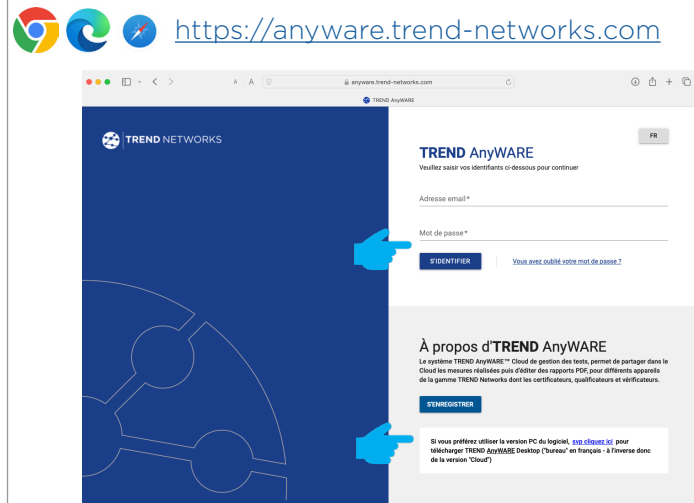 https://anyware.trend-networks.com
A A
anyware.trend-networks.com
TREND AnyWARE
TREND NETWORKS
FR
TREND AnyWARE
Veuillez saisir vos identifiants ci-dessous pour continuer
Adresse email*
Mot de passe*
S'IDENTIFIER
Vous avez oublié votre mot de passe ?
À propos d'TREND AnyWARE
Le système TREND AnyWARE™ Cloud de gestion des tests, permet de partager dans le
Cloud les mesures réalisées puis d'éditer des rapports PDF, pour différents appareils
de la gamme TREND Networks dont les certificateurs, qualificateurs et vérificateurs.
S'ENREGISTRER
Si vous préférez utiliser la version PC du logiciel, svp cliquez ici pour
télécharger TREND AnyWARE Desktop ("bureau" en français - à l'inverse donc
de la version "Cloud")